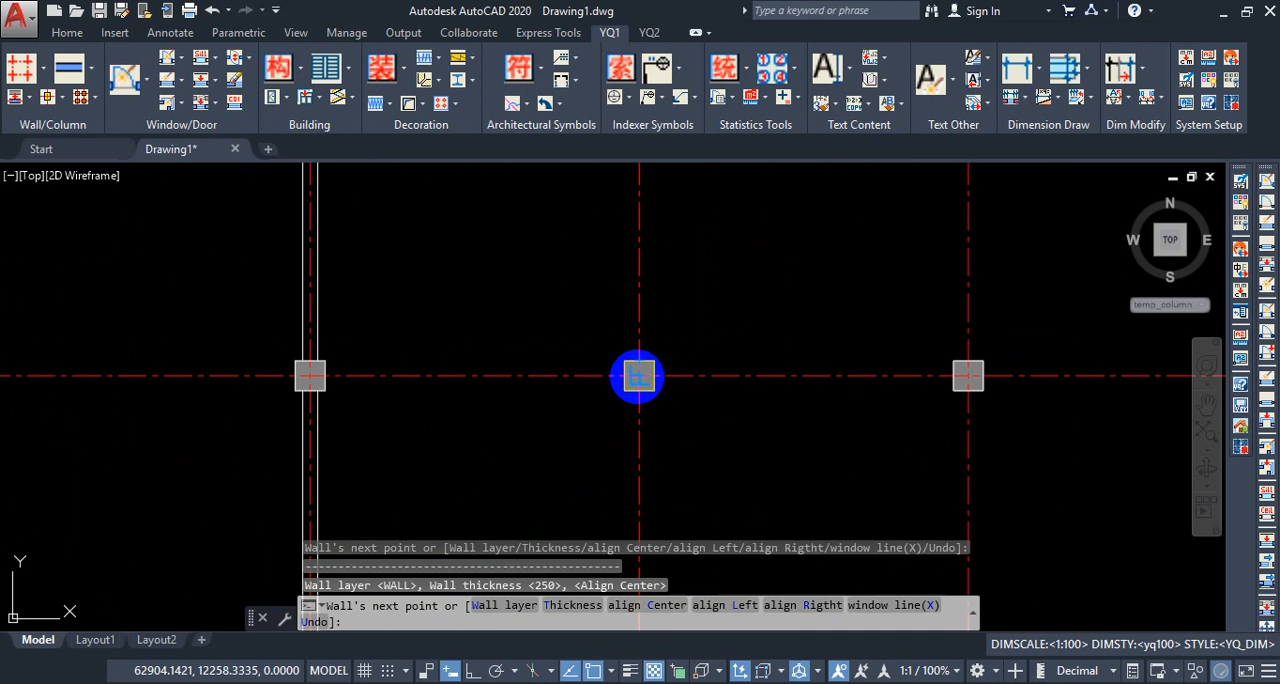 Autodesk AutoCAD 2020 Drawing1.dwg
Type a keyword or phrase
Sign In
Home Insert Annotate Parametric View Manage Output Collaborate Express Tools YQ1 YQ2
构 装 符 索 统 A A
Wall/Column Window/Door Building Decoration Architectural Symbols Indexer Symbols Statistics Tools Text Content Text Other Dimension Draw Dim Modify System Setup
Start Drawing1*
[−][Top][2D Wireframe]
N
W TOP E
S
temp_column
Wall's next point or [Wall layer/Thickness/align Center/align Left/align Rigtht/window line(X)/Undo]:
------------------------------------------
Wall layer <WALL>, Wall thickness <250>, <Align Center>
Wall's next point or [Wall layer Thickness align Center align Left align Rigtht window line(X)
Undo]:
Y
X
Model Layout1 Layout2
DIMSCALE:<1:100> DIMSTY:<yq100> STYLE:<YQ_DIM>
62904.1421, 12258.3335, 0.0000 MODEL 1:1 / 100% Decimal